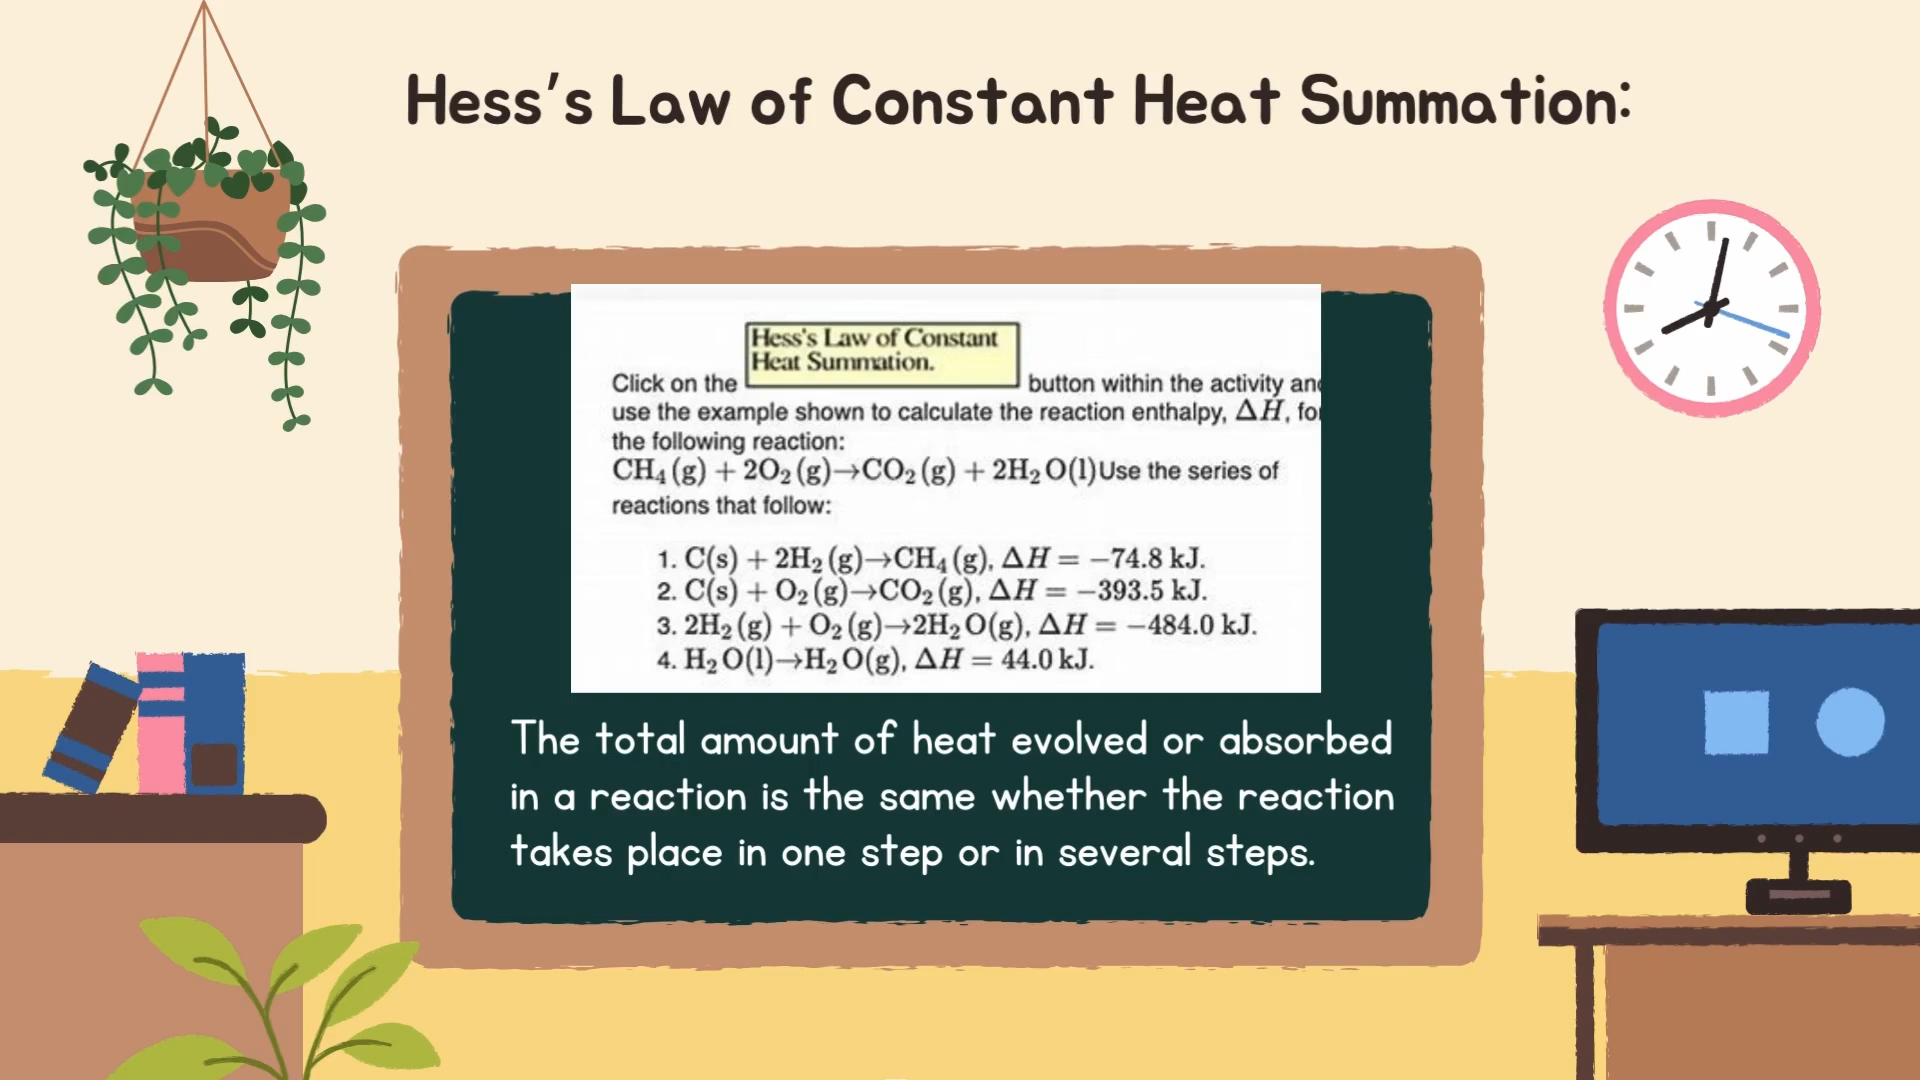 Hess's Law of Constant Heat Summation:
Hess's Law of Constant
Heat Summation.
Click on the button within the activity and
use the example shown to calculate the reaction enthalpy, ΔH, for
the following reaction:
CH₄(g) + 2O₂(g)→CO₂(g) + 2H₂O(l)Use the series of
reactions that follow:
1. C(s) + 2H₂(g)→CH₄(g), ΔH = −74.8 kJ.
2. C(s) + O₂(g)→CO₂(g), ΔH = −393.5 kJ.
3. 2H₂(g) + O₂(g)→2H₂O(g), ΔH = −484.0 kJ.
4. H₂O(l)→H₂O(g), ΔH = 44.0 kJ.
The total amount of heat evolved or absorbed
in a reaction is the same whether the reaction
takes place in one step or in several steps.